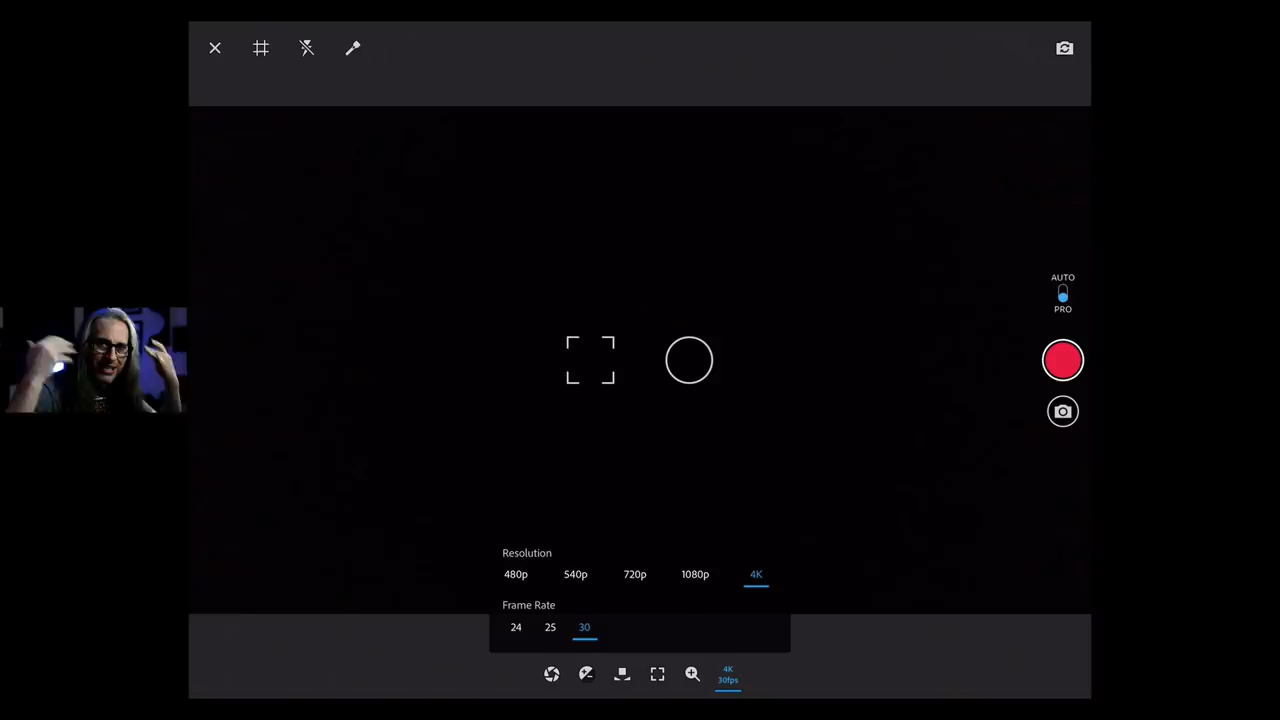 AUTO
PRO
Resolution
480p 540p 720p 1080p 4K
Frame Rate
24 25 30
4K
30fps